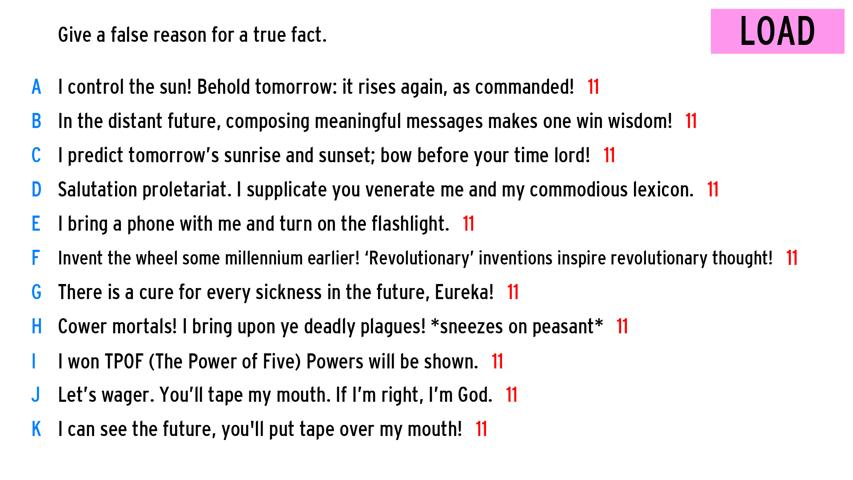 Give a false reason for a true fact.
LOAD
A I control the sun! Behold tomorrow: it rises again, as commanded! 11
B In the distant future, composing meaningful messages makes one win wisdom! 11
C I predict tomorrow's sunrise and sunset; bow before your time lord! 11
D Salutation proletariat. I supplicate you venerate me and my commodious lexicon. 11
E I bring a phone with me and turn on the flashlight. 11
F Invent the wheel some millennium earlier! ‘Revolutionary’ inventions inspire revolutionary thought! 11
G There is a cure for every sickness in the future, Eureka! 11
H Cower mortals! I bring upon ye deadly plagues! *sneezes on peasant* 11
I I won TPOF (The Power of Five) Powers will be shown. 11
J Let's wager. You'll tape my mouth. If I'm right, I'm God. 11
K I can see the future, you'll put tape over my mouth! 11